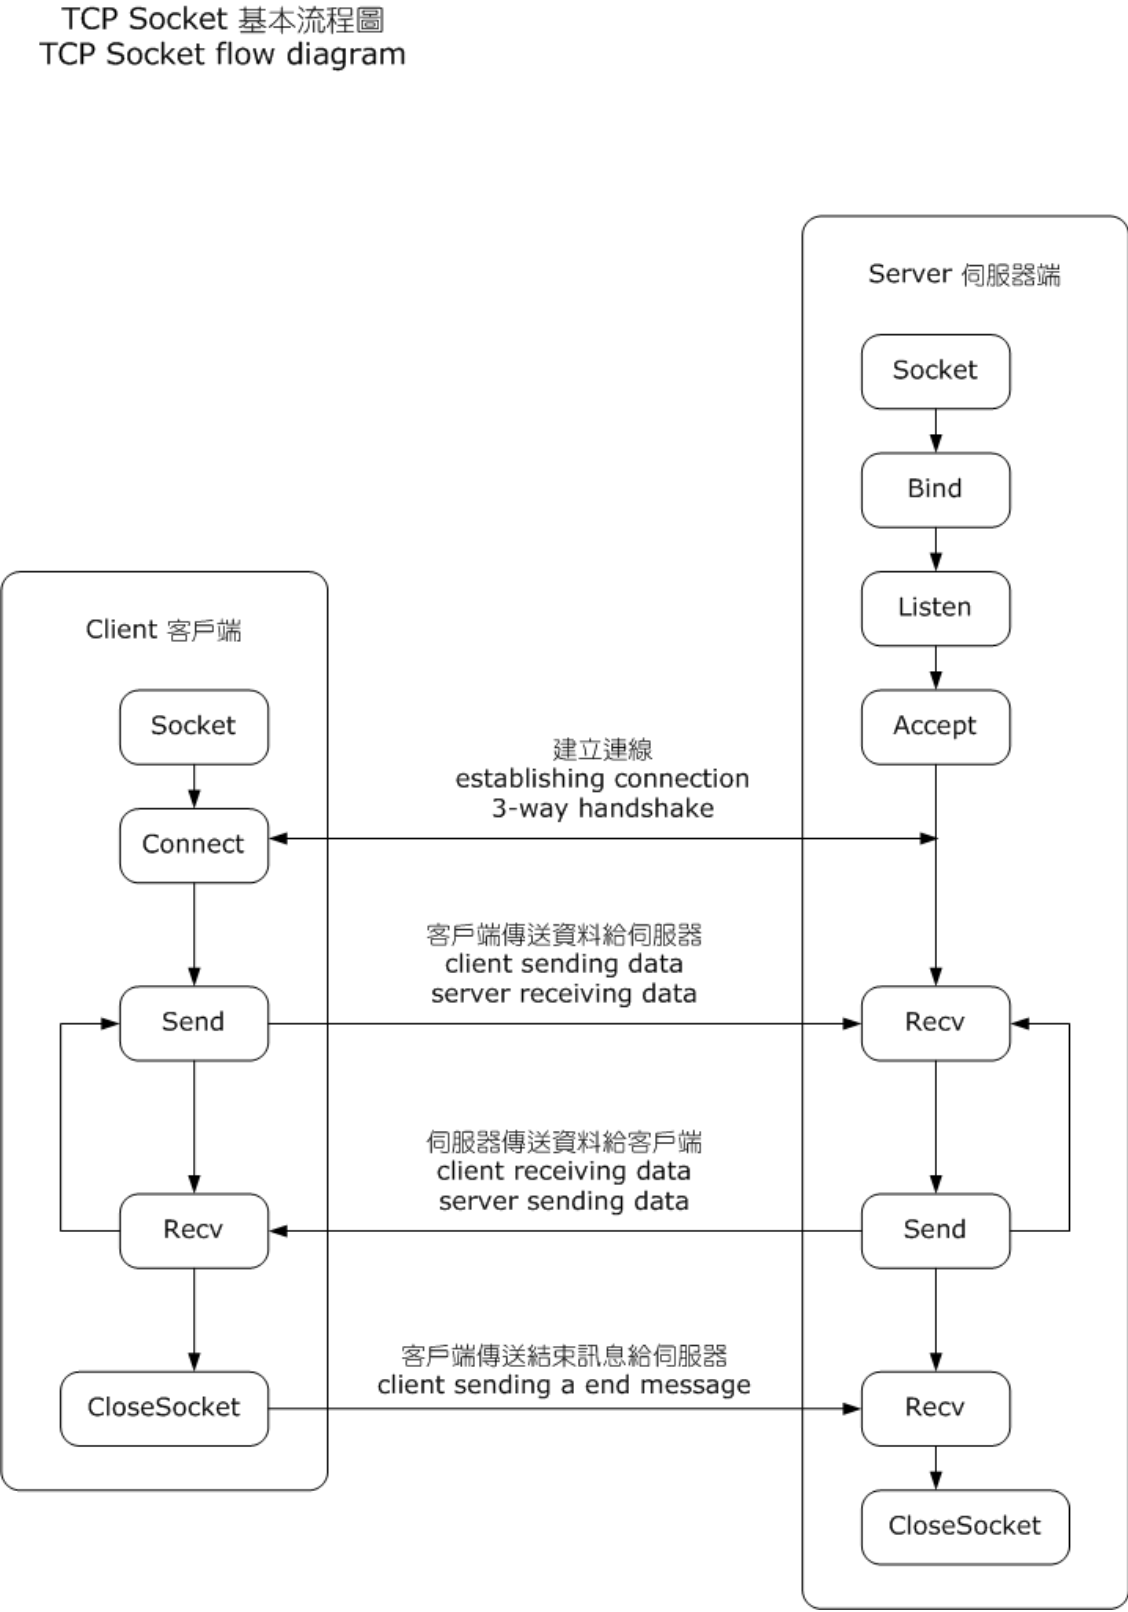 TCP Socket 基本流程圖
TCP Socket flow diagram
Server 伺服器端
Socket
Bind
Listen
Accept
Client 客戶端
Socket
Connect
建立連線
establishing connection
3-way handshake
客戶端傳送資料給伺服器
client sending data
server receiving data
Send
Recv
伺服器傳送資料給客戶端
client receiving data
server sending data
Recv
Send
客戶端傳送結束訊息給伺服器
client sending a end message
CloseSocket
Recv
CloseSocket